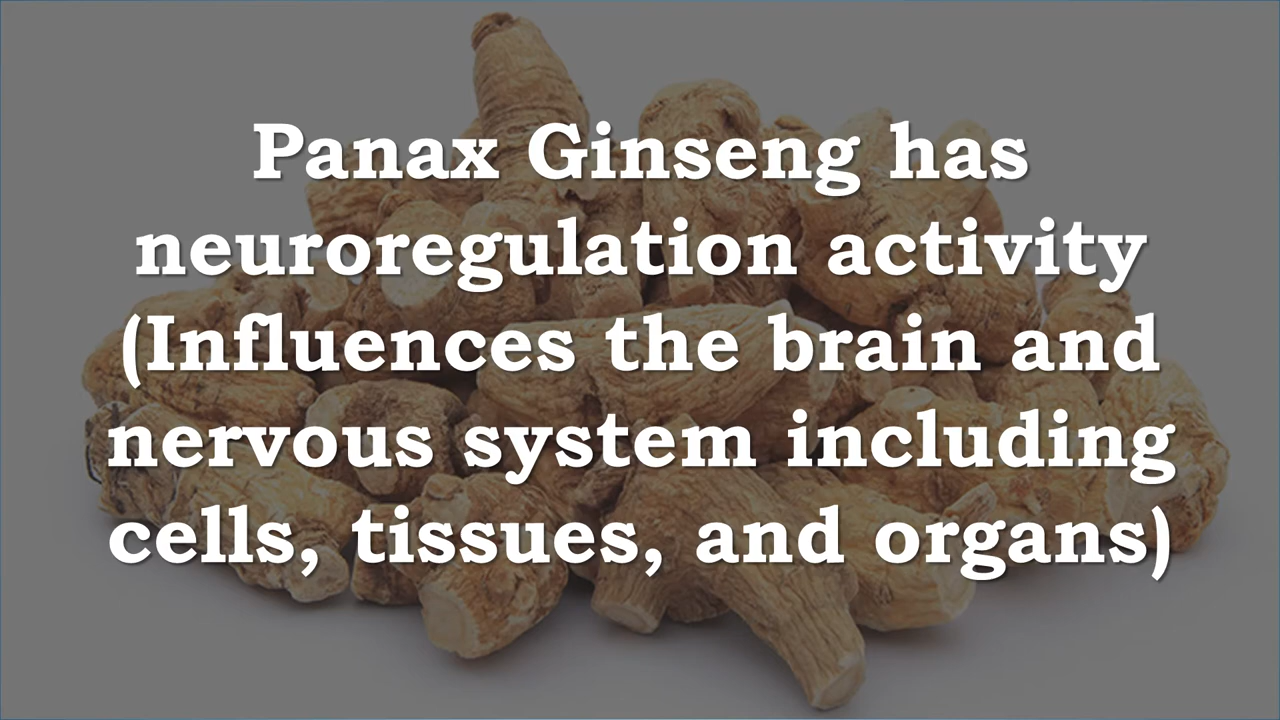 Panax Ginseng has
neuroregulation activity
(Influences the brain and
nervous system including
cells, tissues, and organs)